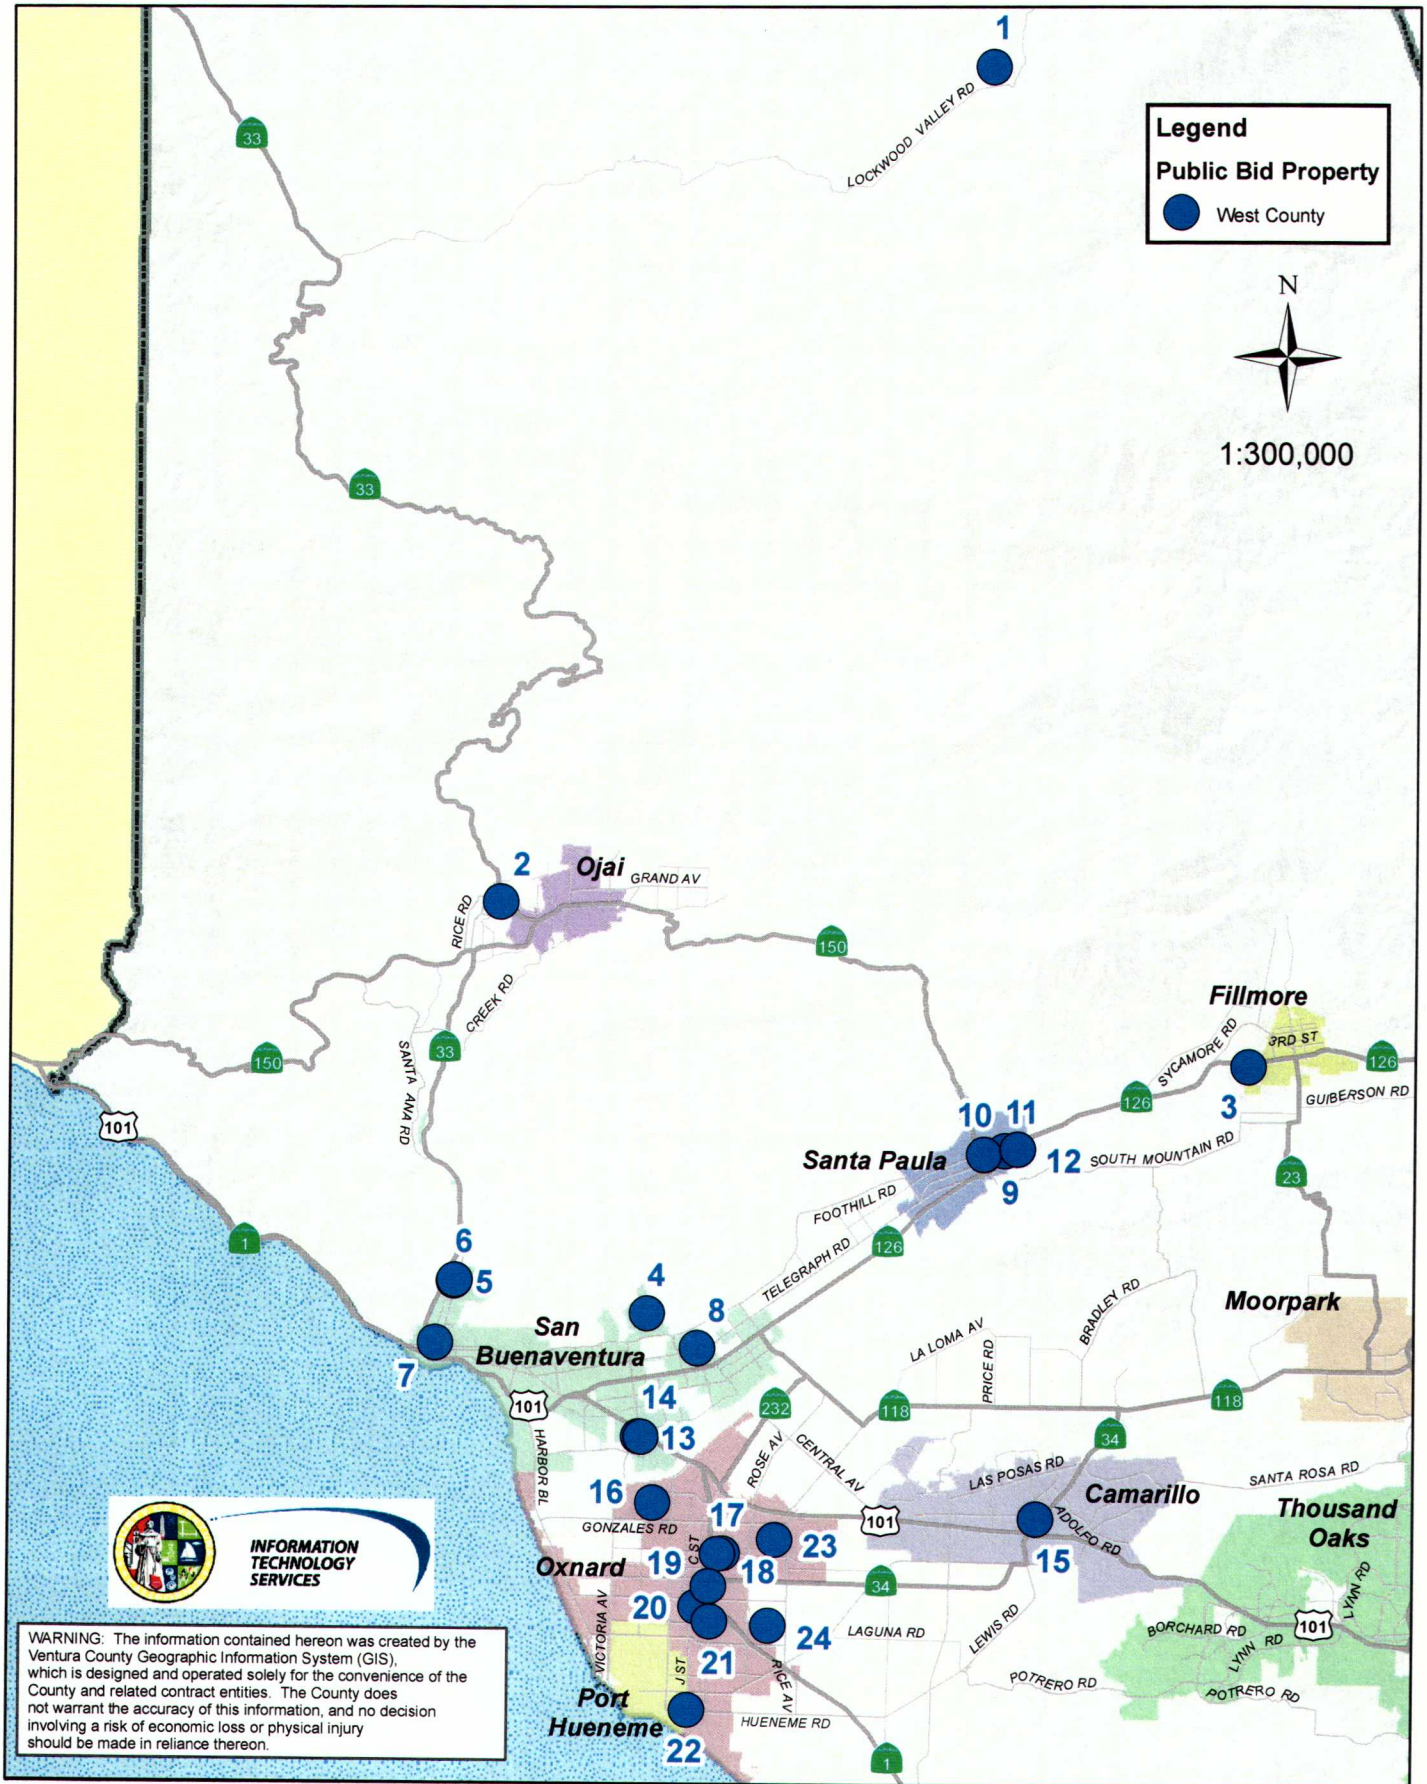 1
33
LOCKWOOD VALLEY RD
Legend
Public Bid Property
West County
N
1:300,000
33
2
Ojai
GRAND AV
RICE RD
150
CREEK RD
Fillmore
SYCAMORE RD
3RD ST
33
150
126
SANTA ANA RD
126
3
GUIBERSON RD
101
10
11
Santa Paula
12
SOUTH MOUNTAIN RD
9
23
FOOTHILL RD
1
126
6
5
4
TELEGRAPH RD
8
BRADLEY RD
Moorpark
San
Buenaventura
LA LOMA AV
PRICE RD
7
14
101
232
118
118
13
34
HARBOR BL
ROSE AV
CENTRAL AV
LAS POSAS RD
SANTA ROSA RD
16
Camarillo
Thousand
Oaks
17
101
GONZALES RD
ADOLFO RD
C ST
23
INFORMATION
TECHNOLOGY
SERVICES
Oxnard
19
18
15
34
LYNN RD
20
VICTORIA AV
24
LAGUNA RD
LEWIS RD
BORCHARD RD
101
WARNING: The information contained hereon was created by the
Ventura County Geographic Information System (GIS),
which is designed and operated solely for the convenience of the
County and related contract entities. The County does
not warrant the accuracy of this information, and no decision
involving a risk of economic loss or physical injury
should be made in reliance thereon.
21
J ST
RICE AV
LYNN RD
POTRERO RD
POTRERO RD
Port
Hueneme
HUENEME RD
22
1